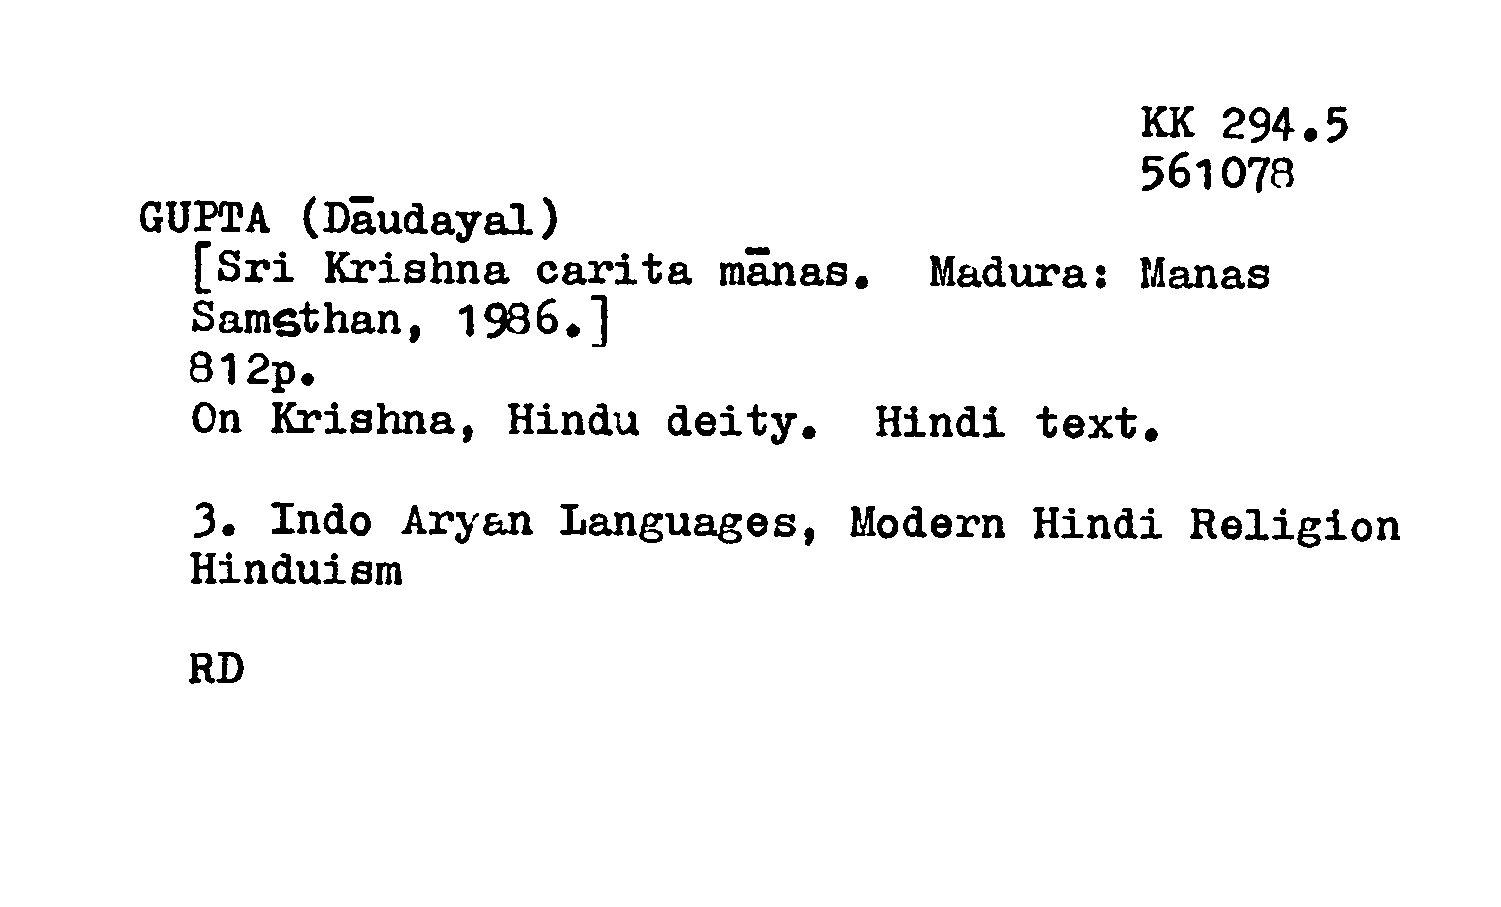 KK 294.5
561078
GUPTA (Dāudayal)
[Sri Krishna carita mānas. Madura: Manas
Samsthan, 1986.]
812p.
On Krishna, Hindu deity. Hindi text.
3. Indo Aryan Languages, Modern Hindi Religion
Hinduism
RD